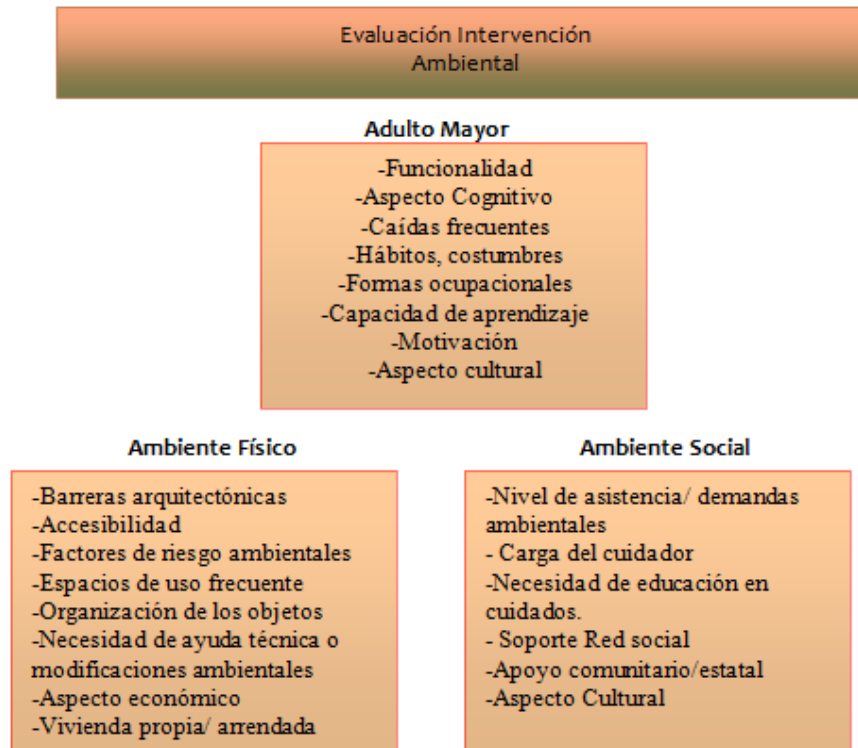 Evaluación Intervención
Ambiental
Adulto Mayor
-Funcionalidad
-Aspecto Cognitivo
-Caídas frecuentes
-Hábitos, costumbres
-Formas ocupacionales
-Capacidad de aprendizaje
-Motivación
-Aspecto cultural
Ambiente Físico
-Barreras arquitectónicas
-Accesibilidad
-Factores de riesgo ambientales
-Espacios de uso frecuente
-Organización de los objetos
-Necesidad de ayuda técnica o
modificaciones ambientales
-Aspecto económico
-Vivienda propia/ arrendada
Ambiente Social
-Nivel de asistencia/ demandas
ambientales
- Carga del cuidador
-Necesidad de educación en
cuidados.
- Soporte Red social
-Apoyo comunitario/estatal
-Aspecto Cultural